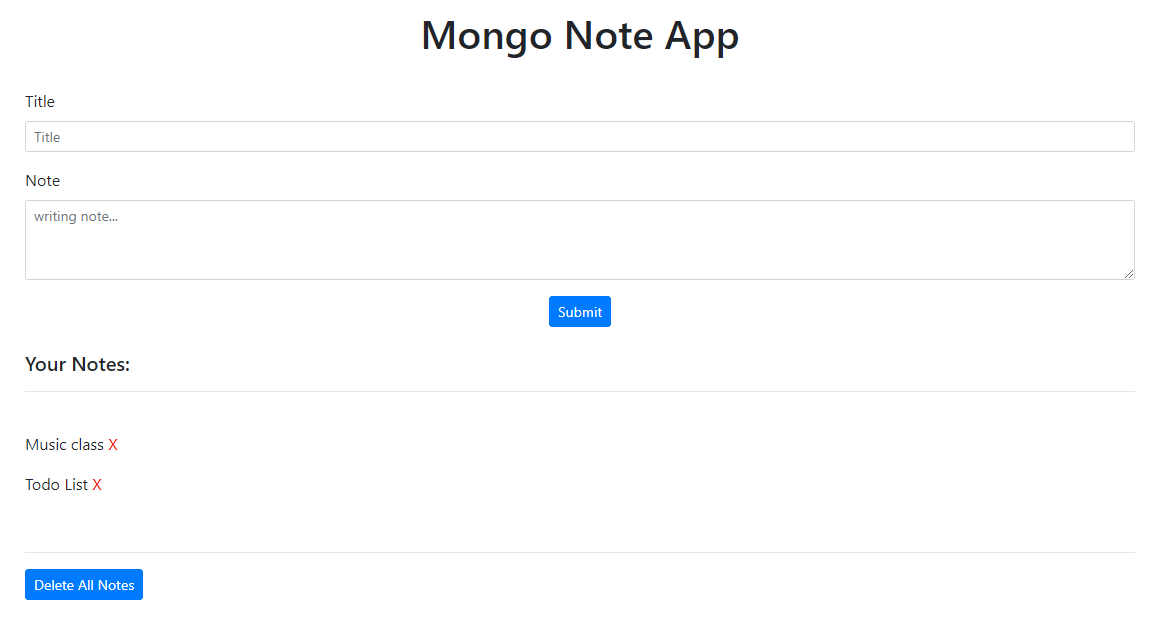 Mongo Note App
Title
Title
Note
writing note...
Submit
Your Notes:
Music class X
Todo List X
Delete All Notes